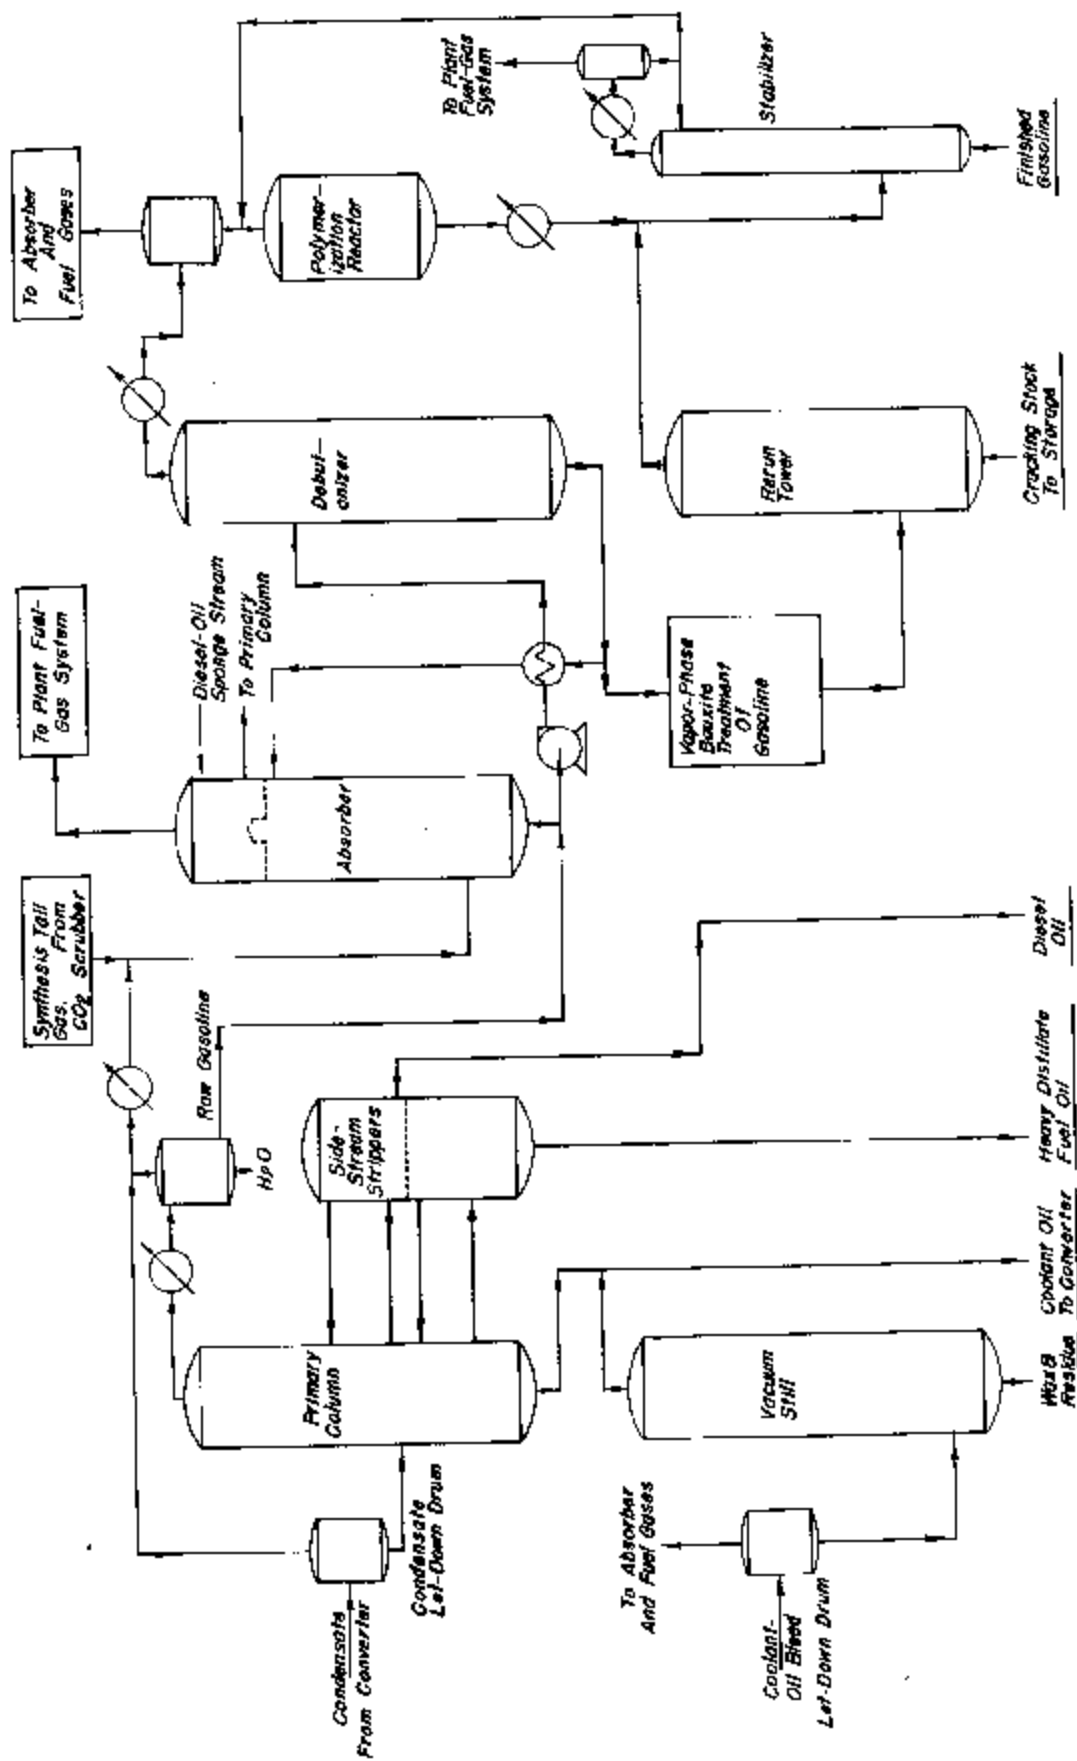 Condensate
From Converter
Condensate
Let-Down Drum
Coolant-
Oil Bleed
Let-Down Drum
To Absorber
And Fuel Gases
Primary
Column
Vacuum
Still
Wax &
Residue
Coolant Oil
To Converter
Heavy Distillate
Fuel Oil
Diesel
Oil
Side-
Stream
Strippers
H2O
Raw Gasoline
Synthesis Tail
Gas, From
CO2 Scrubber
Absorber
To Plant Fuel-
Gas System
Diesel-Oil
Sponge Stream
To Primary
Column
Debut-
anizer
Vapor-Phase
Bauxite
Treatment
Of
Gasoline
Rerun
Tower
Cracking Stock
To
Storage
To Absorber
And
Fuel Gases
Polymer-
ization
Reactor
To Plant
Fuel-Gas
System
Stabilizer
Finished
Gasoline